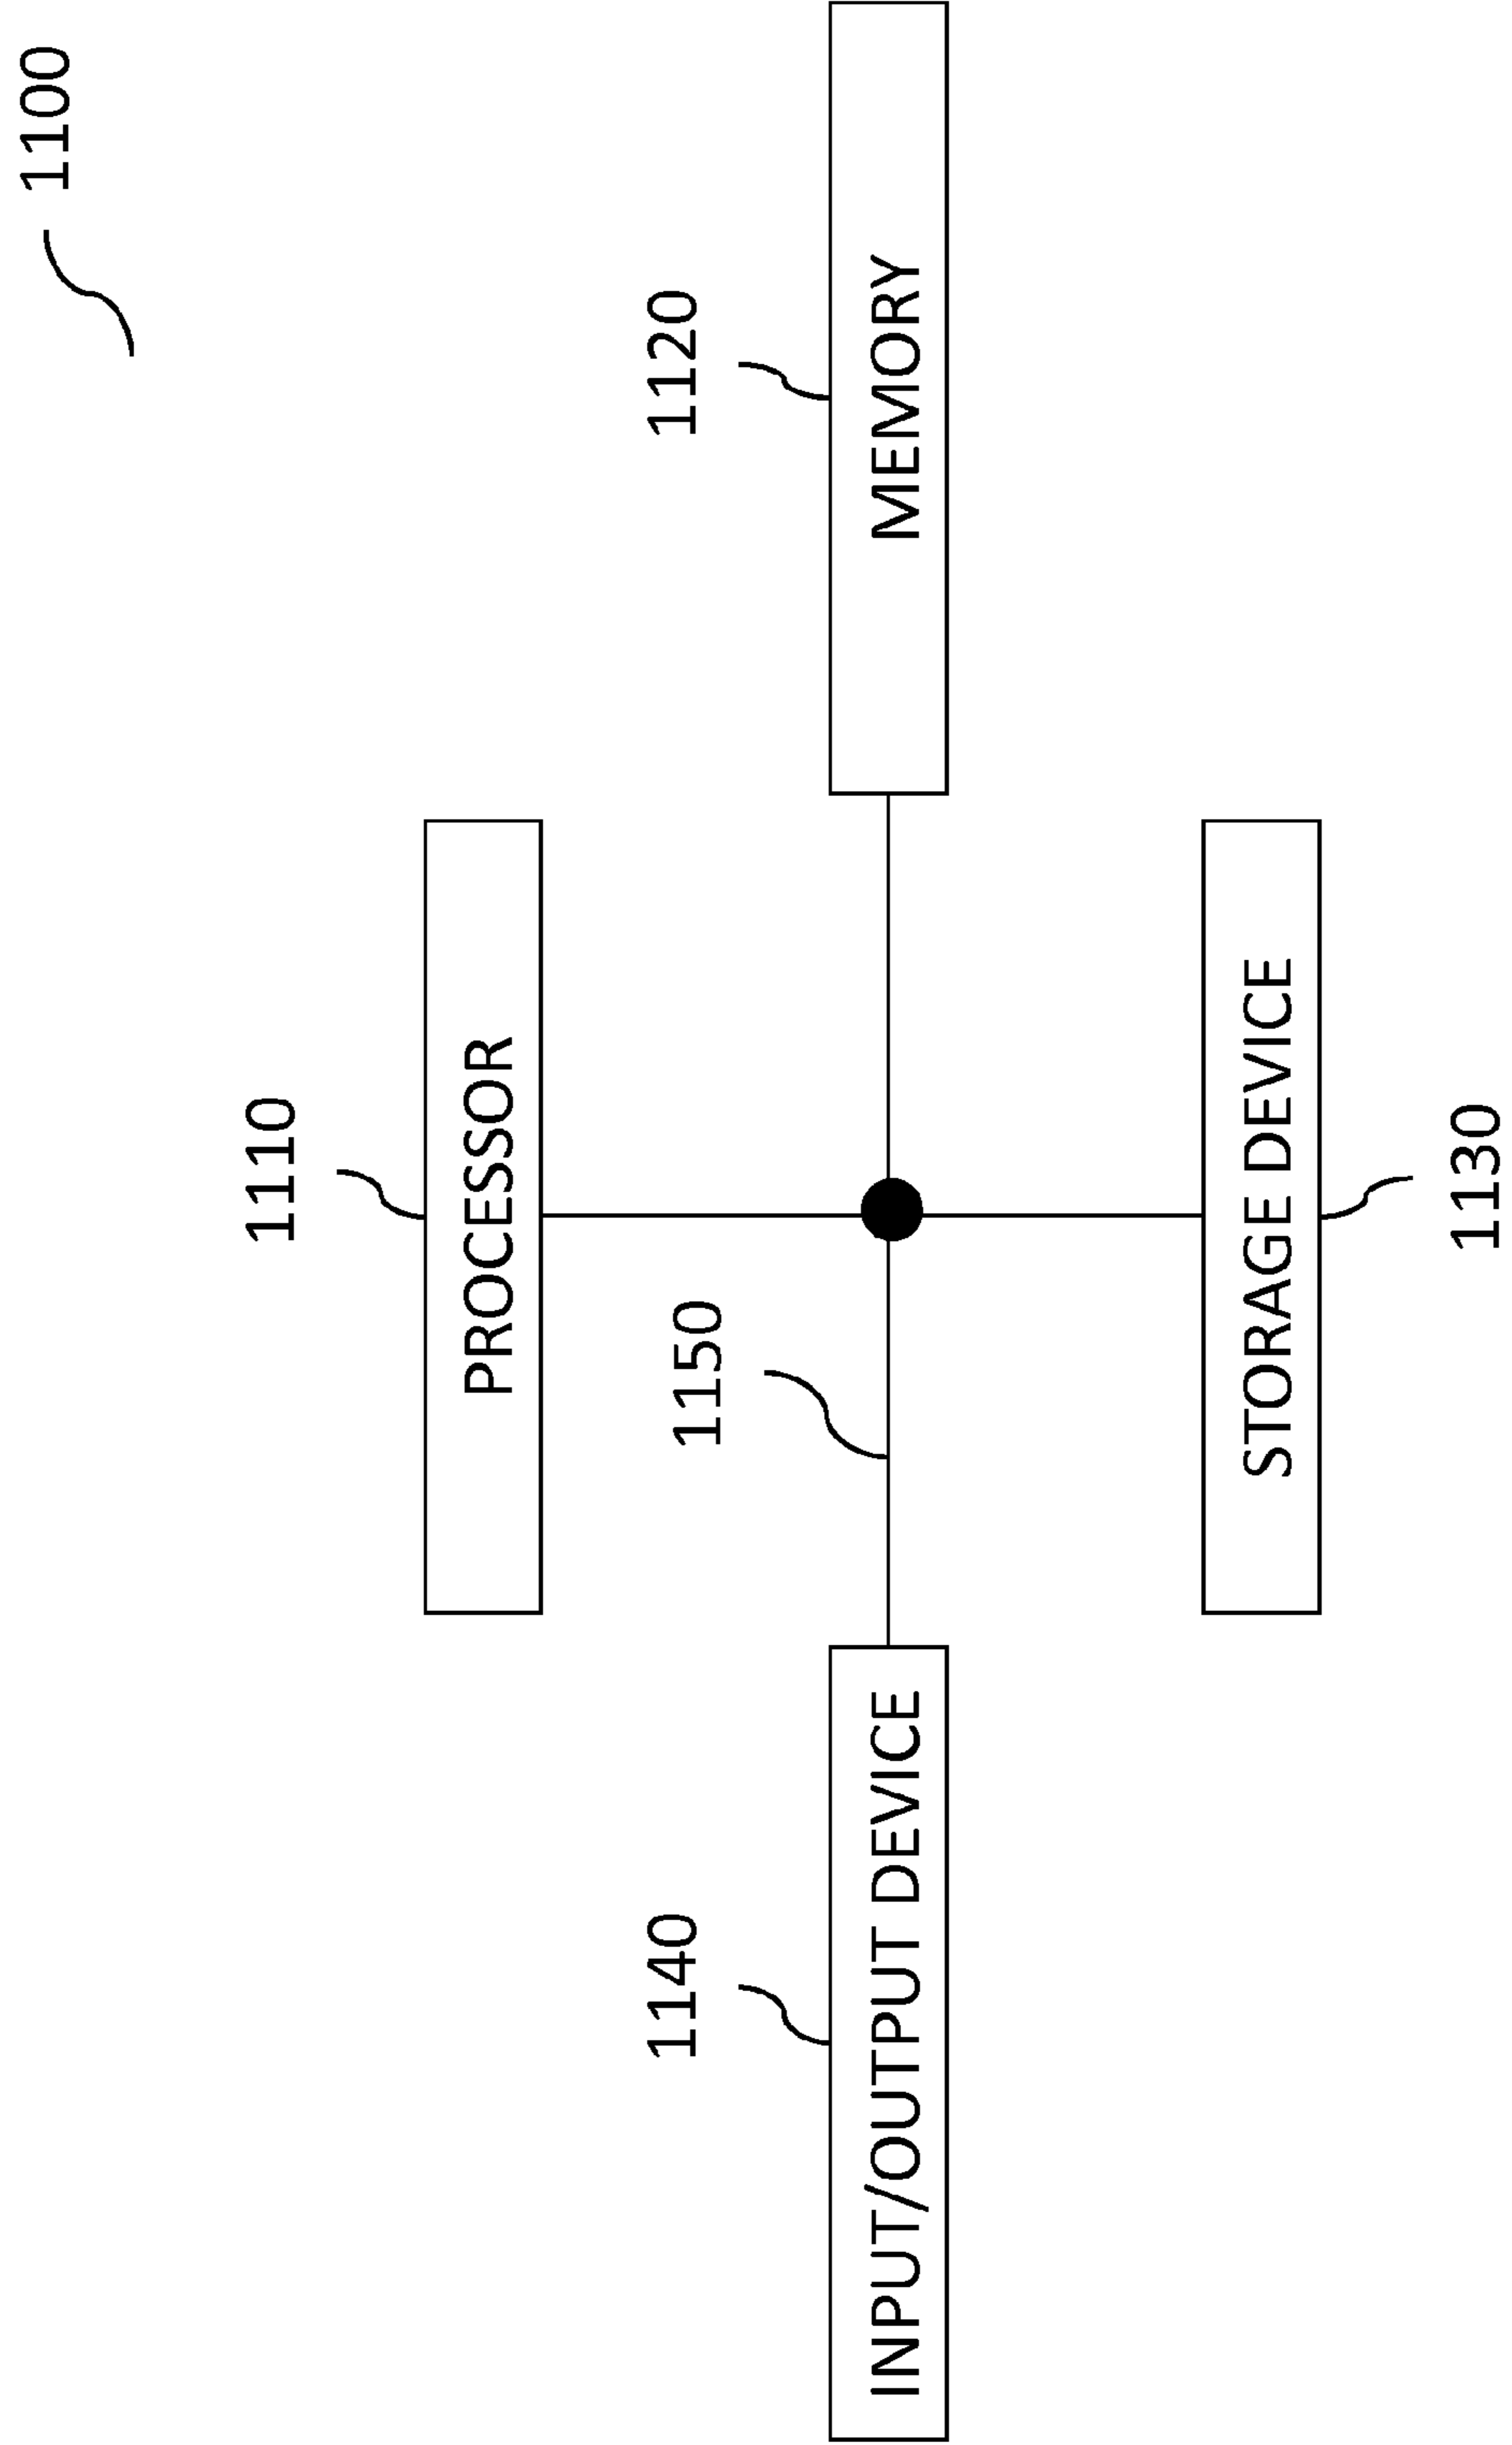 1100
1110
PROCESSOR
1140
INPUT/OUTPUT DEVICE
1150
1120
MEMORY
STORAGE DEVICE
1130